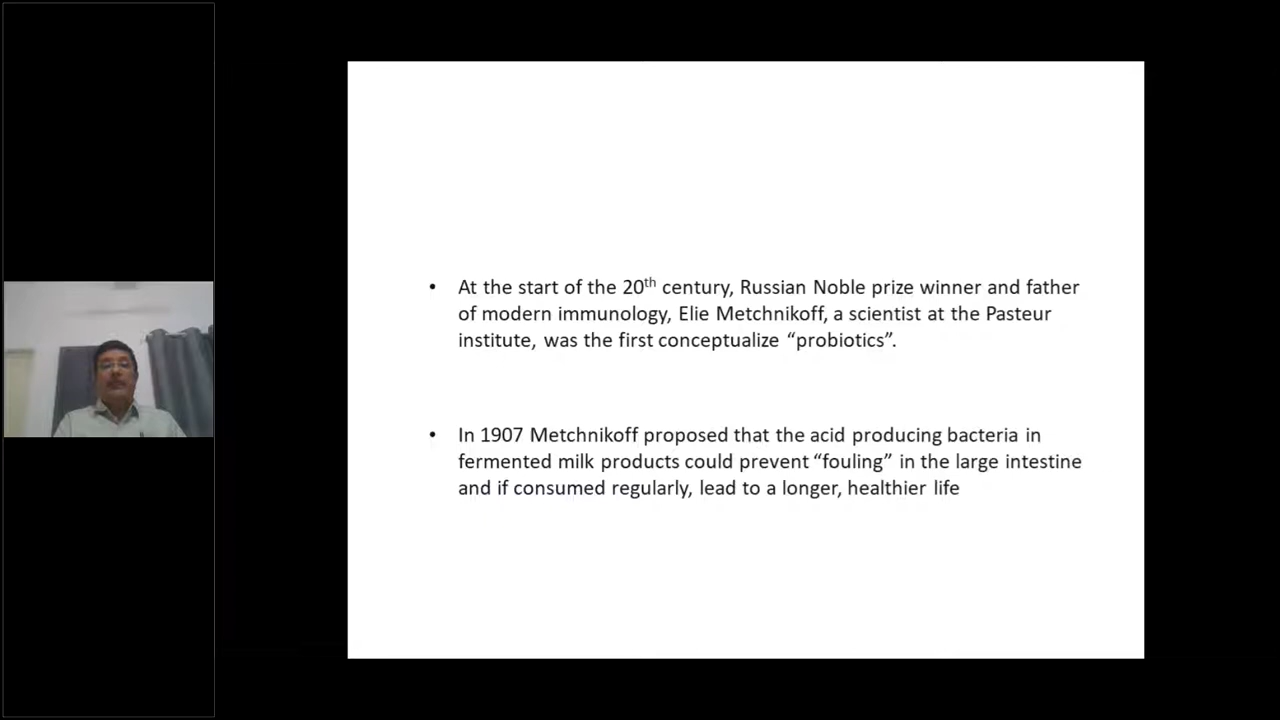 • At the start of the 20th century, Russian Noble prize winner and father
of modern immunology, Elie Metchnikoff, a scientist at the Pasteur
institute, was the first conceptualize “probiotics”.
• In 1907 Metchnikoff proposed that the acid producing bacteria in
fermented milk products could prevent “fouling” in the large intestine
and if consumed regularly, lead to a longer, healthier life